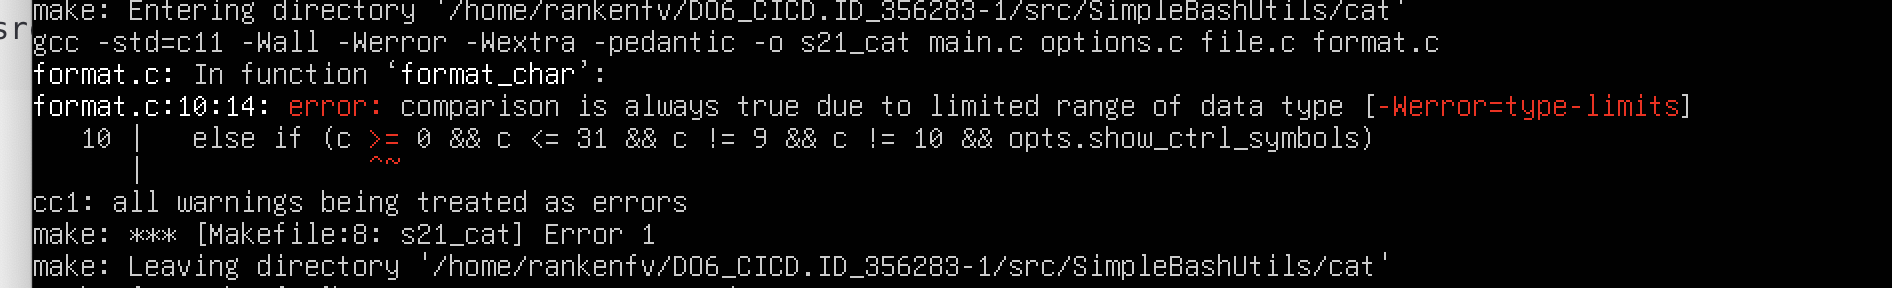 make: Entering directory '/home/rankenfv/DO6_CICD.ID_356283-1/src/SimpleBashUtils/cat'
sr
gcc -std=c11 -Wall -Werror -Wextra -pedantic -o s21_cat main.c options.c file.c format.c
format.c: In function ‘format_char’:
format.c:10:14: error: comparison is always true due to limited range of data type [-Werror=type-limits]
   10 |   else if (c >= 0 && c <= 31 && c != 9 && c != 10 && opts.show_ctrl_symbols)
      |              ^~
cc1: all warnings being treated as errors
make: *** [Makefile:8: s21_cat] Error 1
make: Leaving directory '/home/rankenfv/DO6_CICD.ID_356283-1/src/SimpleBashUtils/cat'